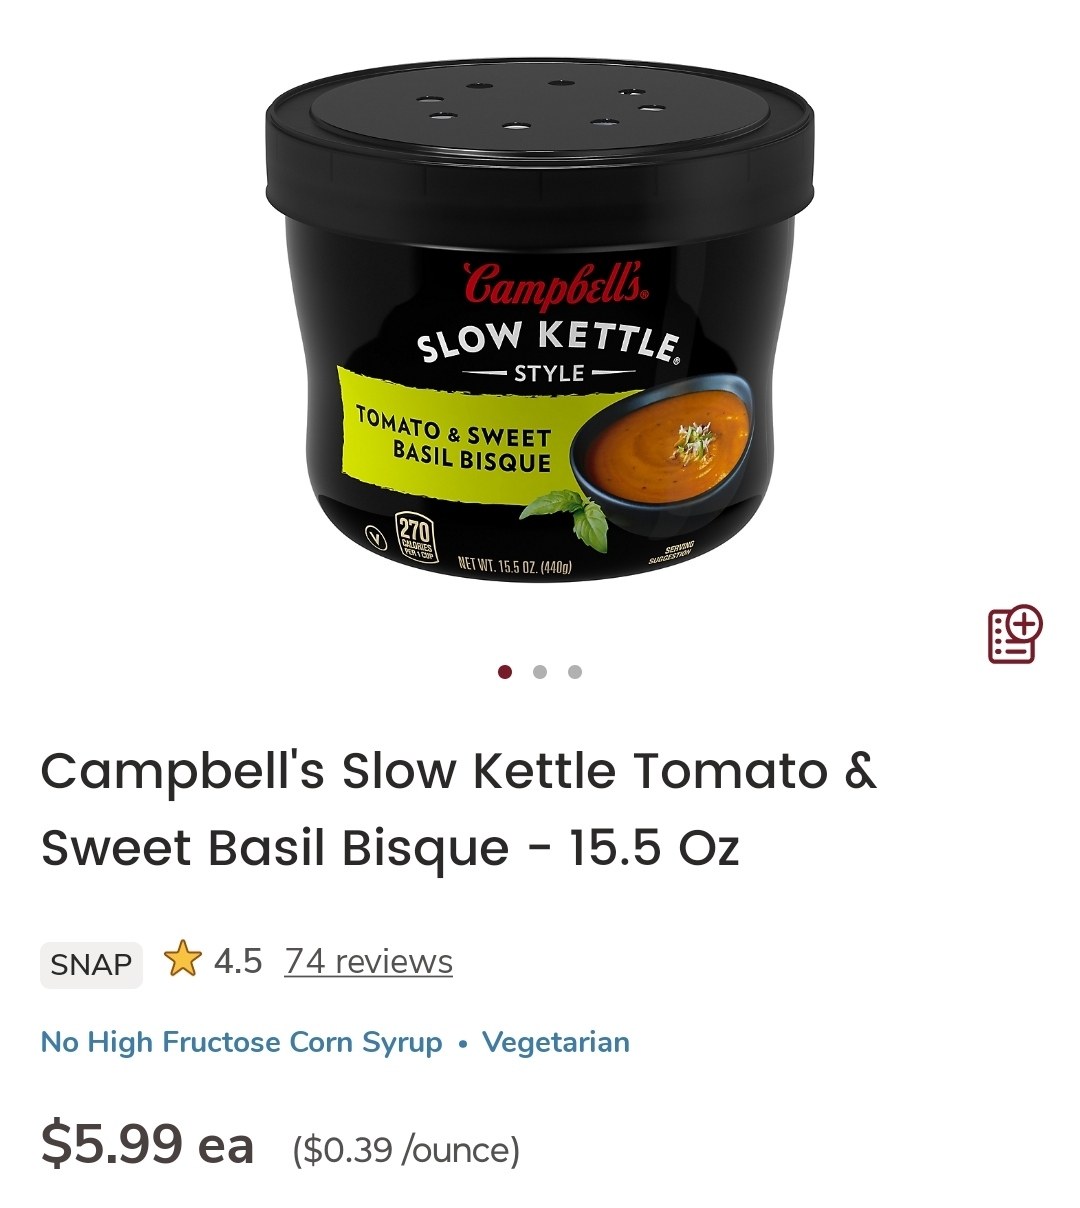 Campbell's®
SLOW KETTLE®
STYLE
TOMATO & SWEET
BASIL BISQUE
V
270
CALORIES
PER 1 CUP
NET WT. 15.5 OZ. (440g)
SERVING
SUGGESTION
Campbell's Slow Kettle Tomato &
Sweet Basil Bisque - 15.5 Oz
SNAP 4.5 74 reviews
No High Fructose Corn Syrup • Vegetarian
$5.99 ea ($0.39 /ounce)